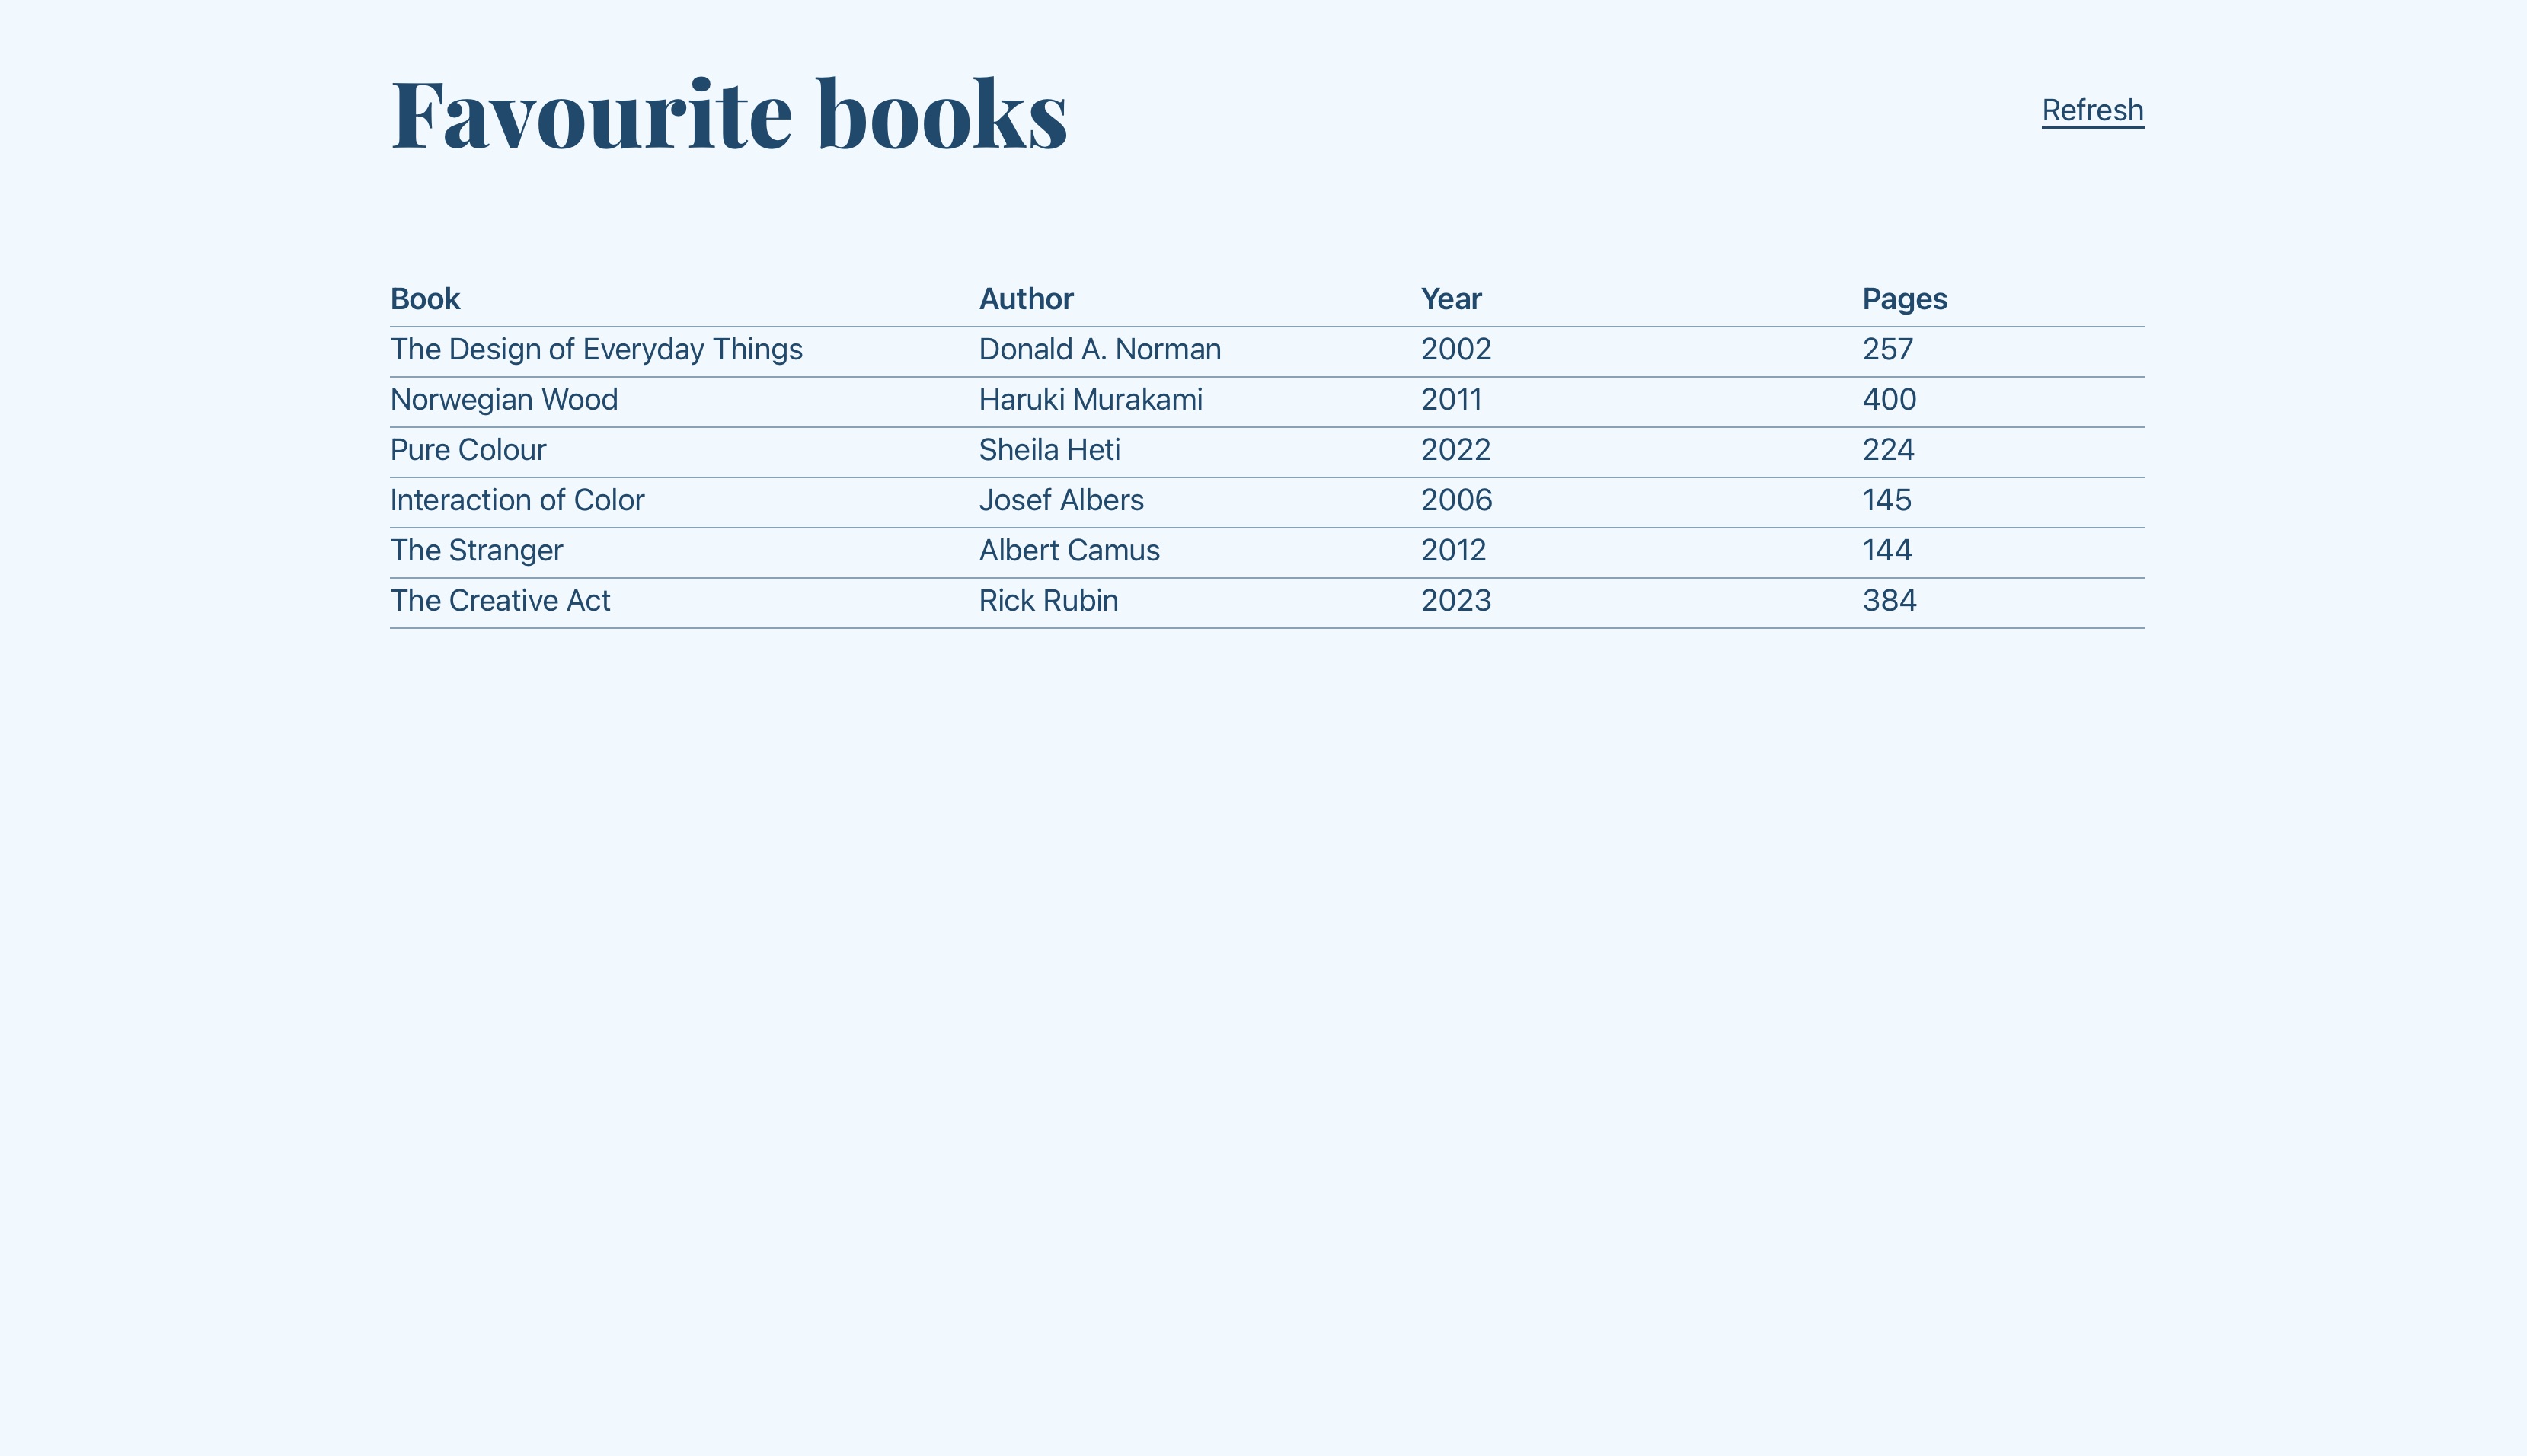 Favourite books
Refresh
Book Author Year Pages
The Design of Everyday Things Donald A. Norman 2002 257
Norwegian Wood Haruki Murakami 2011 400
Pure Colour Sheila Heti 2022 224
Interaction of Color Josef Albers 2006 145
The Stranger Albert Camus 2012 144
The Creative Act Rick Rubin 2023 384